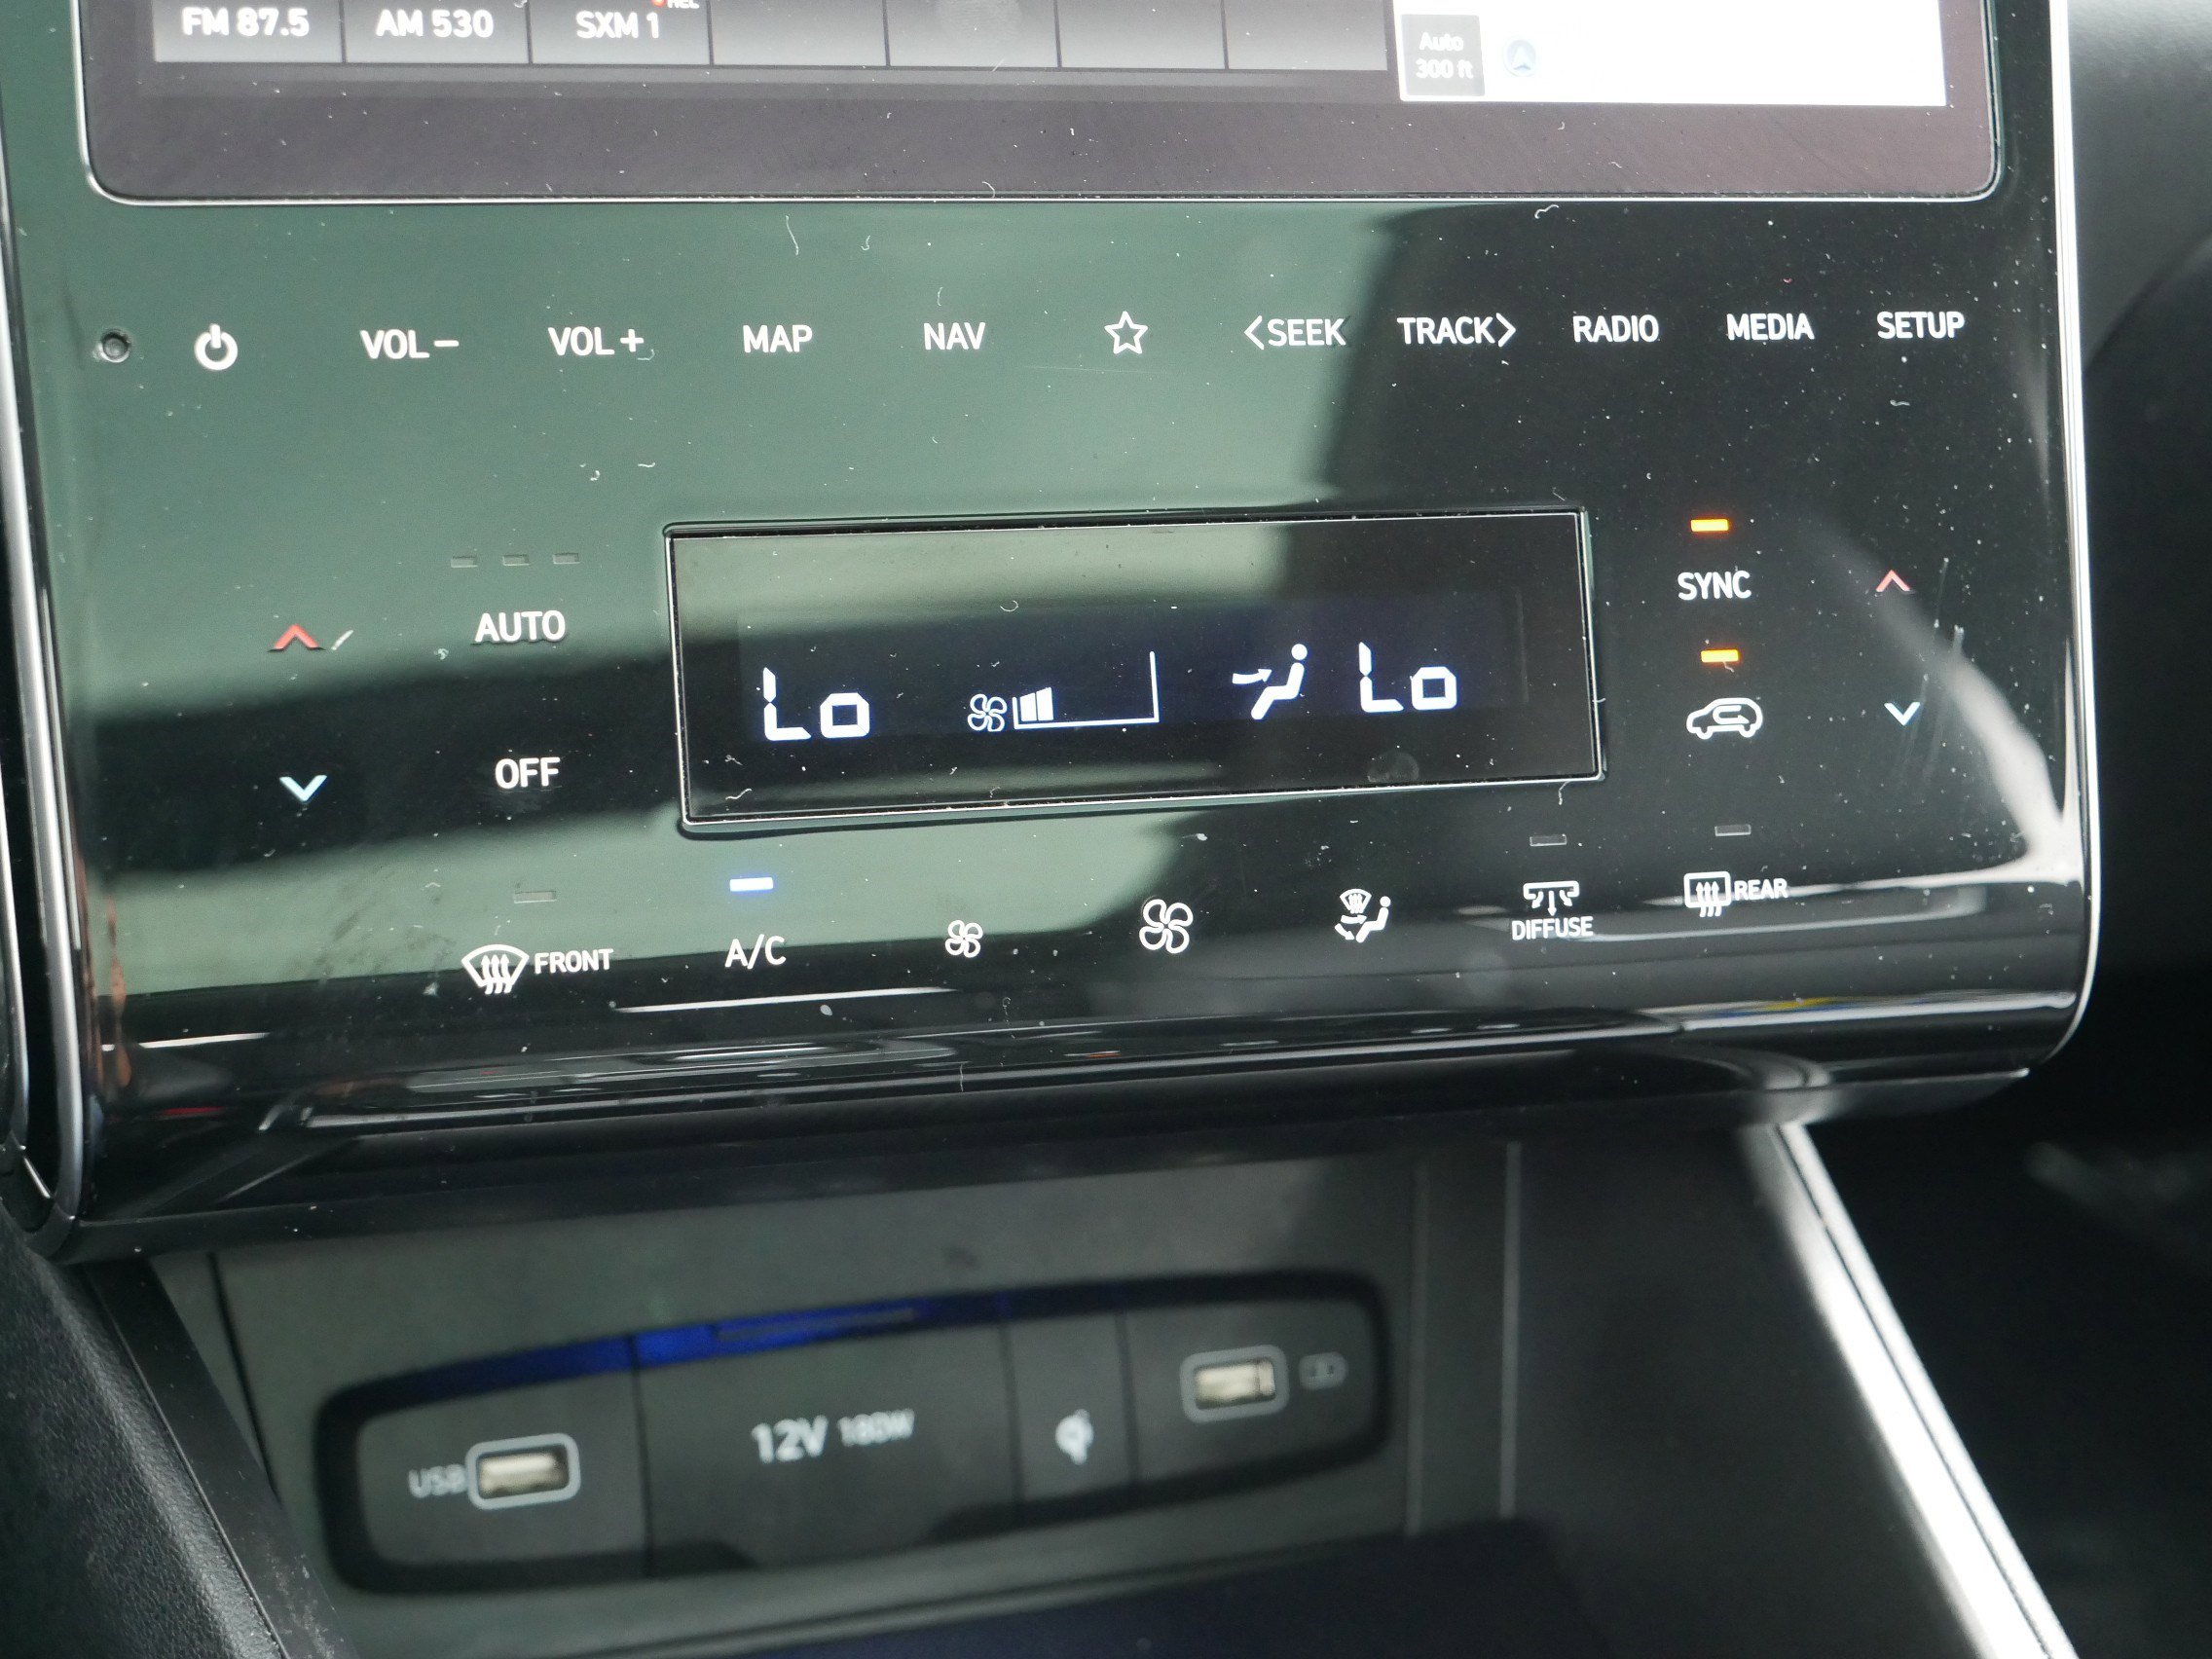 FM 87.5 AM 530 SXM 1
Auto
300 ft
VOL− VOL+ MAP NAV <SEEK TRACK> RADIO MEDIA SETUP
SYNC
AUTO
Lo Lo
OFF
FRONT A/C DIFFUSE REAR
USB 12V 180W